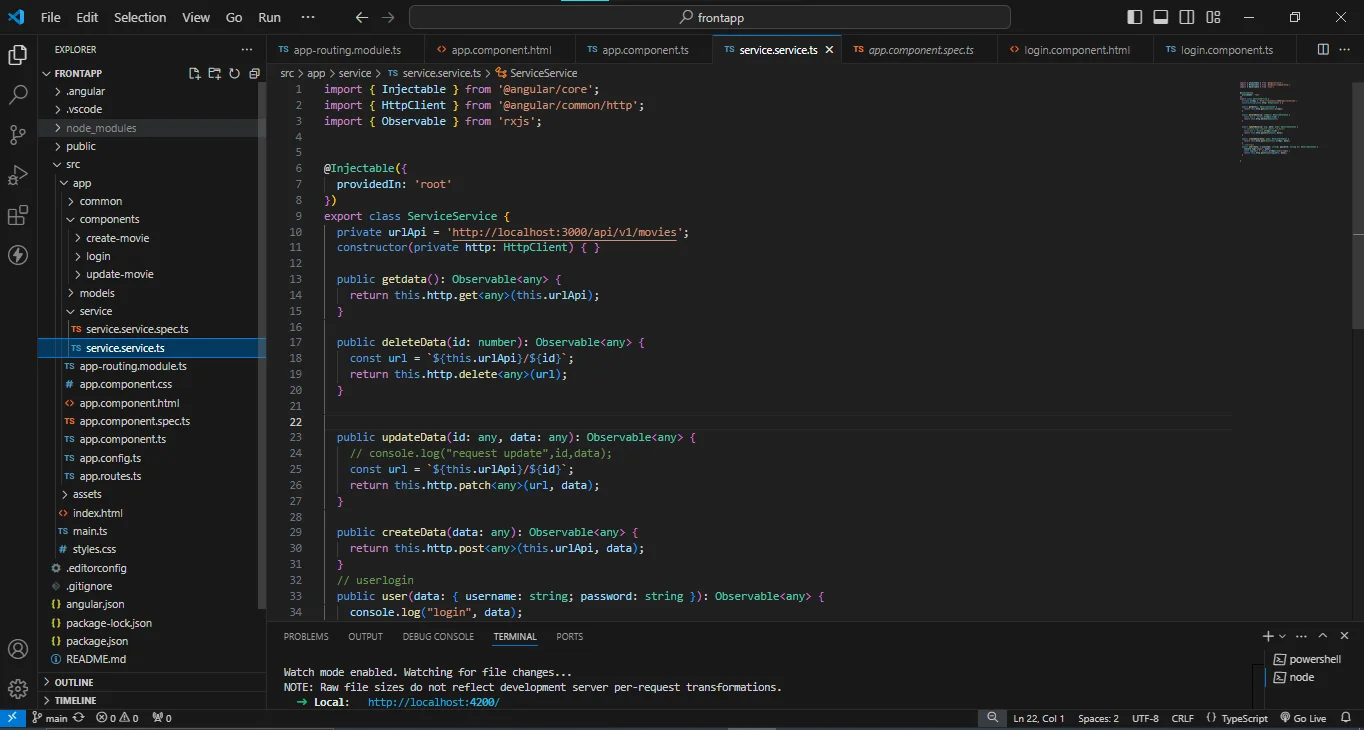 File Edit Selection View Go Run ··· frontapp
EXPLORER ···
FRONTAPP
.angular
.vscode
node_modules
public
src
app
common
components
create-movie
login
update-movie
models
service
TS service.service.spec.ts
TS service.service.ts
TS app-routing.module.ts
# app.component.css
<> app.component.html
TS app.component.spec.ts
TS app.component.ts
TS app.config.ts
TS app.routes.ts
assets
<> index.html
TS main.ts
# styles.css
.editorconfig
.gitignore
{} angular.json
{} package-lock.json
{} package.json
README.md
OUTLINE
TIMELINE
TS app-routing.module.ts <> app.component.html TS app.component.ts TS service.service.ts TS app.component.spec.ts <> login.component.html TS login.component.ts ···
src > app > service > TS service.service.ts > ServiceService
1 import { Injectable } from '@angular/core';
2 import { HttpClient } from '@angular/common/http';
3 import { Observable } from 'rxjs';
4
5
6 @Injectable({
7 providedIn: 'root'
8 })
9 export class ServiceService {
10 private urlApi = 'http://localhost:3000/api/v1/movies';
11 constructor(private http: HttpClient) { }
12
13 public getdata(): Observable<any> {
14 return this.http.get<any>(this.urlApi);
15 }
16
17 public deleteData(id: number): Observable<any> {
18 const url = `${this.urlApi}/${id}`;
19 return this.http.delete<any>(url);
20 }
21
22
23 public updateData(id: any, data: any): Observable<any> {
24 // console.log("request update",id,data);
25 const url = `${this.urlApi}/${id}`;
26 return this.http.patch<any>(url, data);
27 }
28
29 public createData(data: any): Observable<any> {
30 return this.http.post<any>(this.urlApi, data);
31 }
32 // userlogin
33 public user(data: { username: string; password: string }): Observable<any> {
34 console.log("login", data);
PROBLEMS OUTPUT DEBUG CONSOLE TERMINAL PORTS
Watch mode enabled. Watching for file changes...
NOTE: Raw file sizes do not reflect development server per-request transformations.
→ Local: http://localhost:4200/
powershell
node
main 0 0 0 Ln 22, Col 1 Spaces: 2 UTF-8 CRLF {} TypeScript Go Live